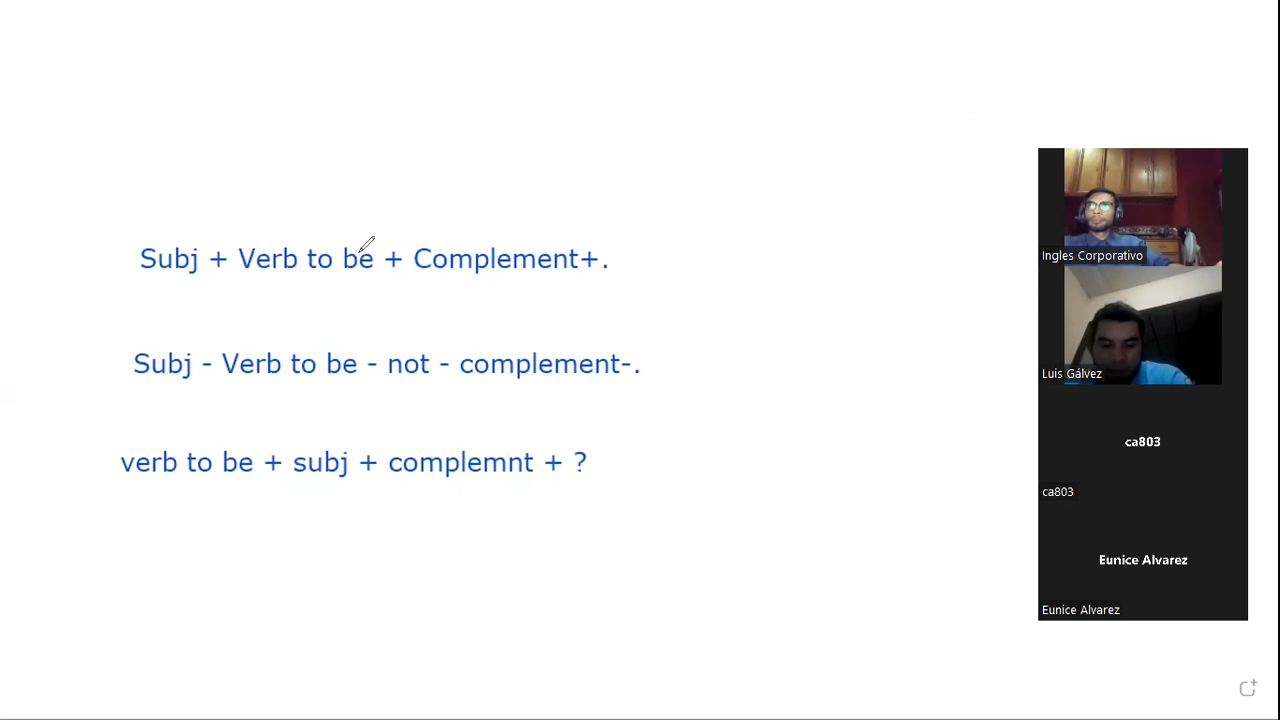 Subj + Verb to be + Complement+.
Subj - Verb to be - not - complement-.
verb to be + subj + complemnt + ?
Ingles Corporativo
Luis Gálvez
ca803
ca803
Eunice Alvarez
Eunice Alvarez